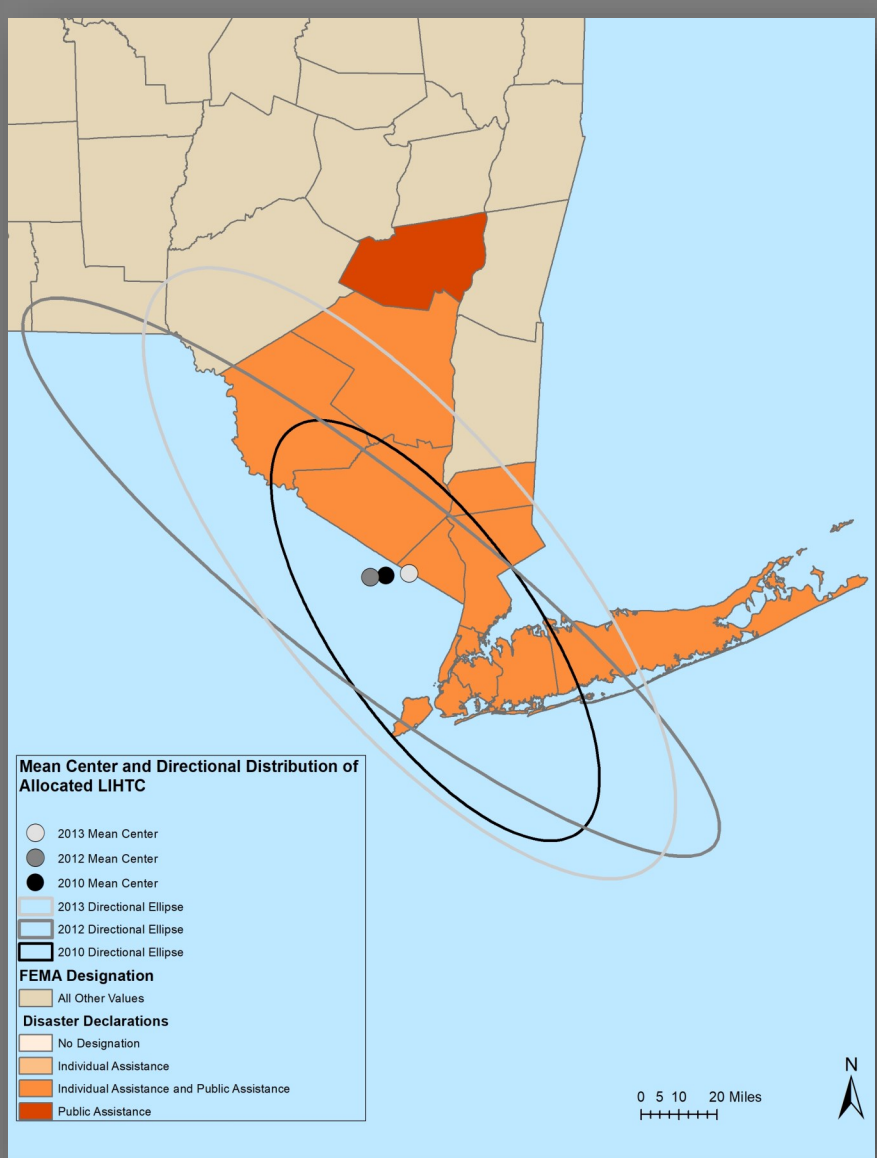 Mean Center and Directional Distribution of
Allocated LIHTC
2013 Mean Center
2012 Mean Center
2010 Mean Center
2013 Directional Ellipse
2012 Directional Ellipse
2010 Directional Ellipse
FEMA Designation
All Other Values
Disaster Declarations
No Designation
Individual Assistance
Individual Assistance and Public Assistance
Public Assistance
N
0 5 10 20 Miles